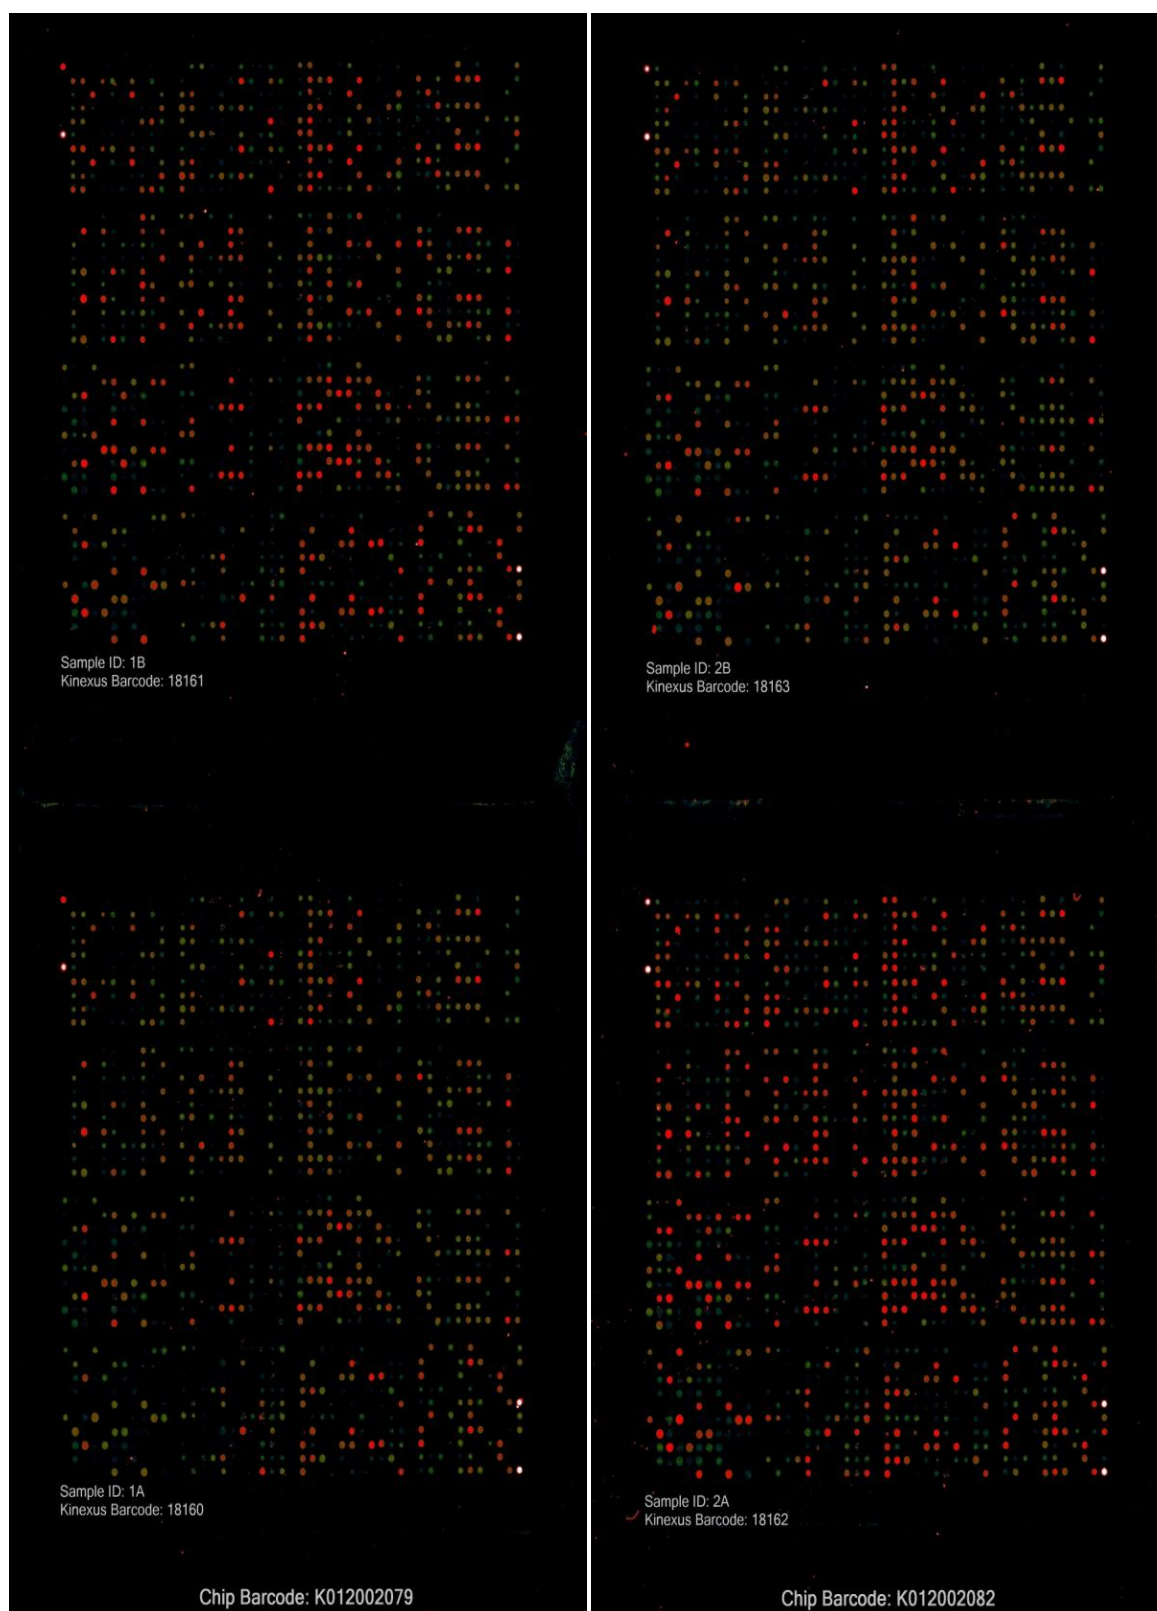 Sample ID: 1B
Kinexus Barcode: 18161
Sample ID: 2B
Kinexus Barcode: 18163
Sample ID: 1A
Kinexus Barcode: 18160
Sample ID: 2A
Kinexus Barcode: 18162
Chip Barcode: K012002079
Chip Barcode: K012002082